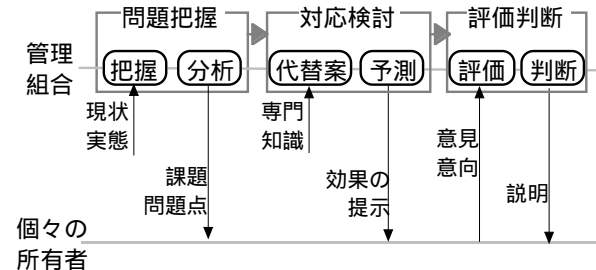 問題把握
対応検討
評価判断
管理
組合
把握
分析
代替案
予測
評価
判断
現状
実態
専門
知識
意見
意向
課題
問題点
効果の
提示
説明
個々の
所有者